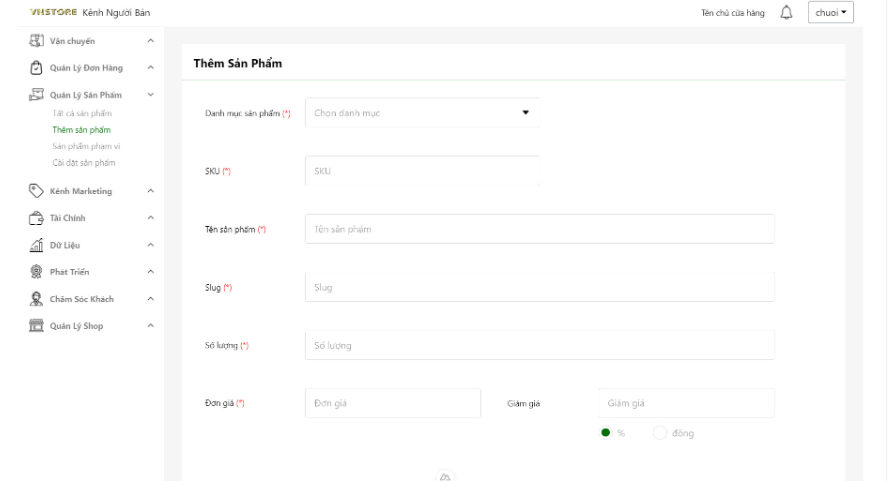 VHSTORE Kênh Người Bán
Tên chủ cửa hàng
chuoi
Vận chuyển
Quản Lý Đơn Hàng
Quản Lý Sản Phẩm
Tất cả sản phẩm
Thêm sản phẩm
Sản phẩm phạm vi
Cài đặt sản phẩm
Kênh Marketing
Tài Chính
Dữ Liệu
Phát Triển
Chăm Sóc Khách
Quản Lý Shop
Thêm Sản Phẩm
Danh mục sản phẩm (*)
Chọn danh mục
SKU (*)
SKU
Tên sản phẩm (*)
Tên sản phẩm
Slug (*)
Slug
Số lượng (*)
Số lượng
Đơn giá (*)
Đơn giá
Giảm giá
Giảm giá
%
đồng